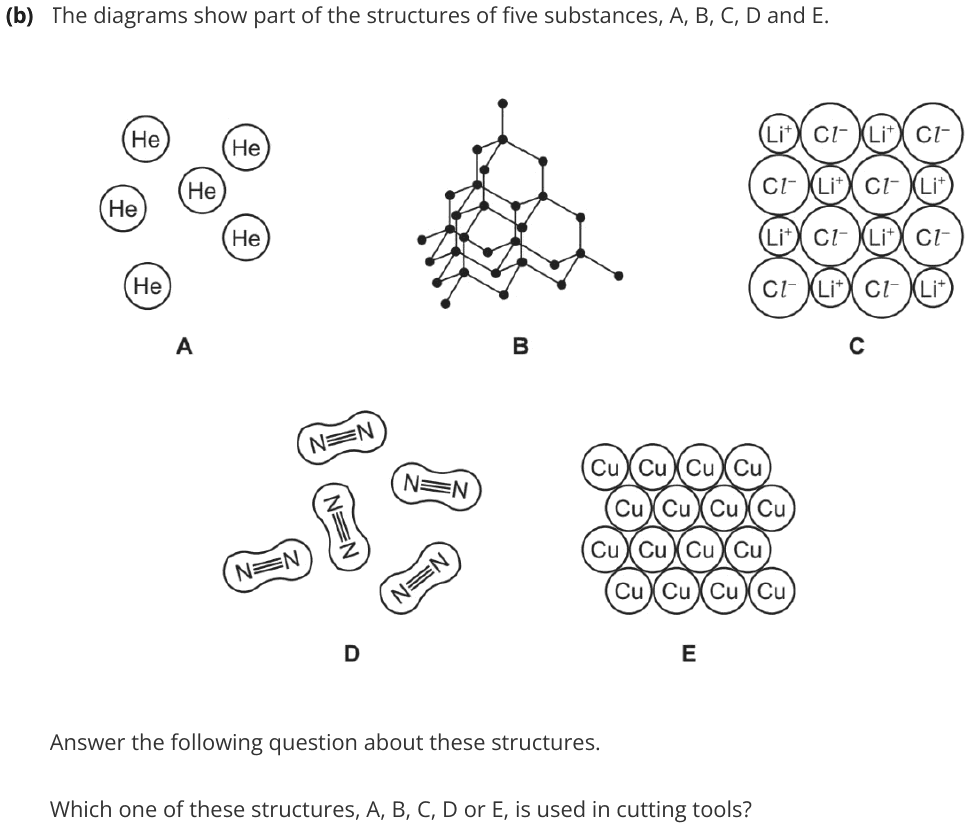 (b) The diagrams show part of the structures of five substances, A, B, C, D and E.
He
He
He
He
He
He
A
B
Li⁺ Cl⁻ Li⁺ Cl⁻
Cl⁻ Li⁺ Cl⁻ Li⁺
Li⁺ Cl⁻ Li⁺ Cl⁻
Cl⁻ Li⁺ Cl⁻ Li⁺
C
N≡N
N≡N
N≡N
N≡N
N≡N
D
Cu Cu Cu Cu
Cu Cu Cu Cu
Cu Cu Cu Cu
Cu Cu Cu Cu
E
Answer the following question about these structures.
Which one of these structures, A, B, C, D or E, is used in cutting tools?